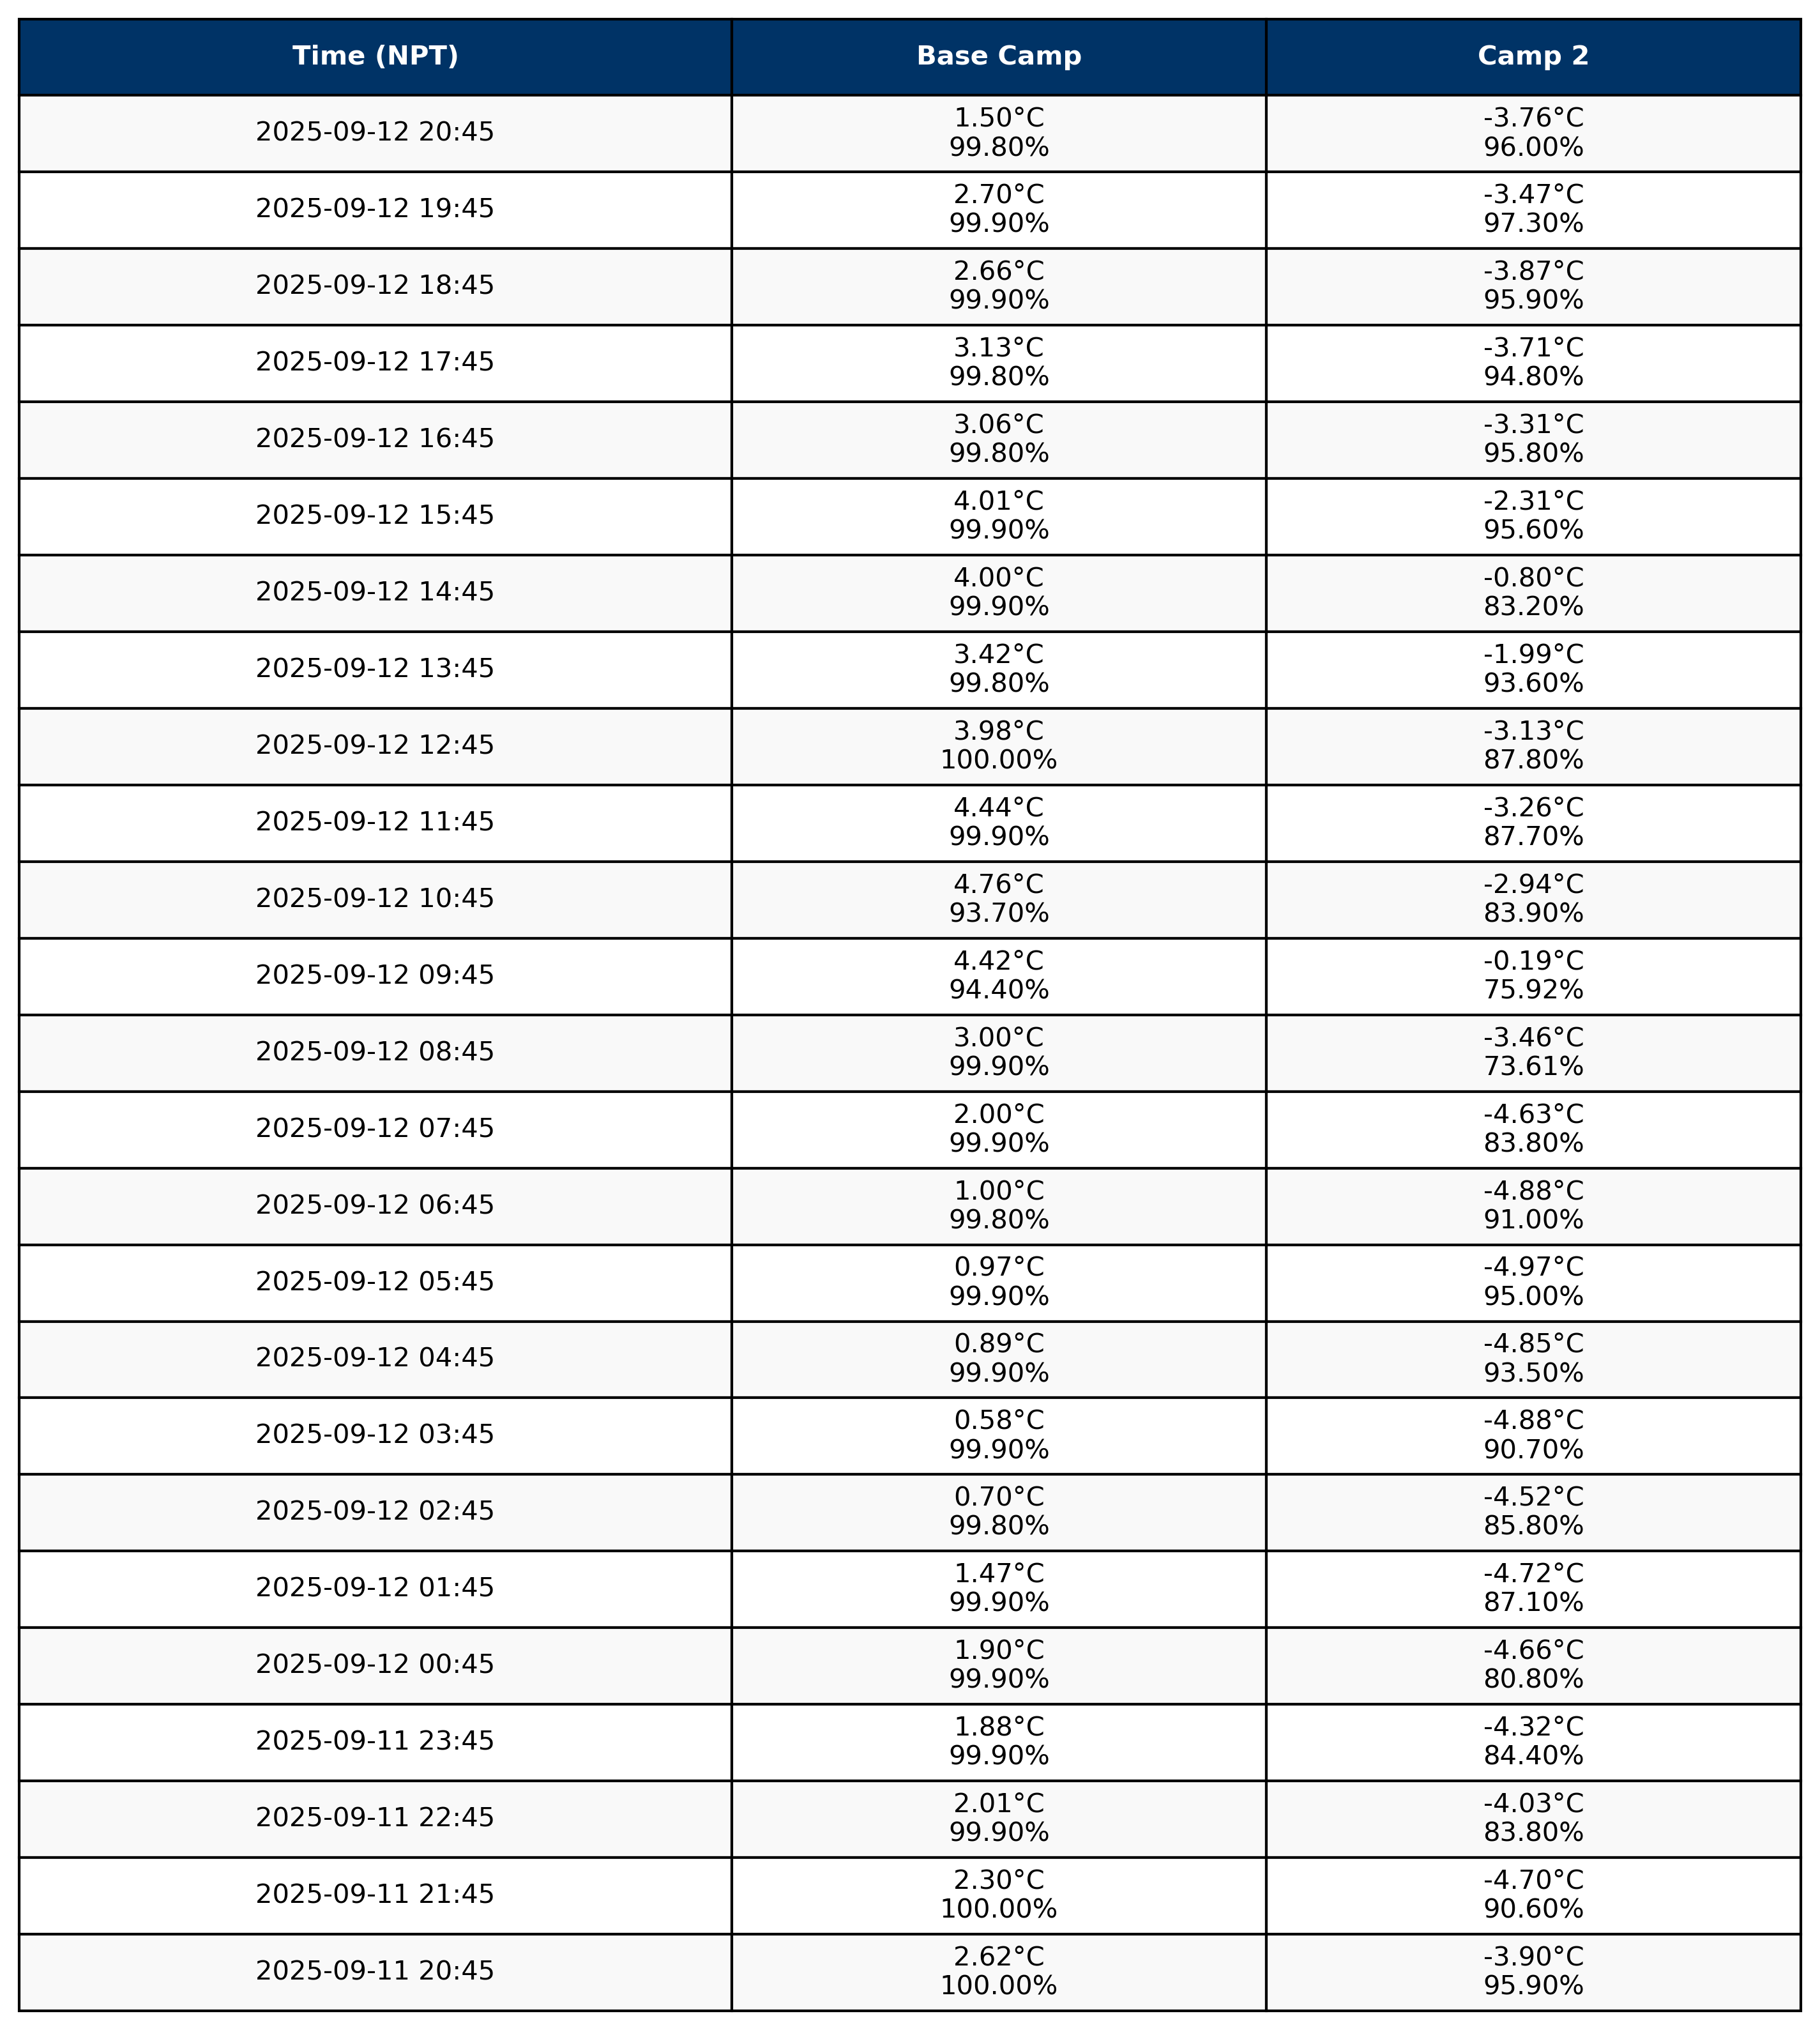 Time (NPT) Base Camp Camp 2
2025-09-12 20:45 1.50°C -3.76°C
99.80% 96.00%
2025-09-12 19:45 2.70°C -3.47°C
99.90% 97.30%
2025-09-12 18:45 2.66°C -3.87°C
99.90% 95.90%
2025-09-12 17:45 3.13°C -3.71°C
99.80% 94.80%
2025-09-12 16:45 3.06°C -3.31°C
99.80% 95.80%
2025-09-12 15:45 4.01°C -2.31°C
99.90% 95.60%
2025-09-12 14:45 4.00°C -0.80°C
99.90% 83.20%
2025-09-12 13:45 3.42°C -1.99°C
99.80% 93.60%
2025-09-12 12:45 3.98°C -3.13°C
100.00% 87.80%
2025-09-12 11:45 4.44°C -3.26°C
99.90% 87.70%
2025-09-12 10:45 4.76°C -2.94°C
93.70% 83.90%
2025-09-12 09:45 4.42°C -0.19°C
94.40% 75.92%
2025-09-12 08:45 3.00°C -3.46°C
99.90% 73.61%
2025-09-12 07:45 2.00°C -4.63°C
99.90% 83.80%
2025-09-12 06:45 1.00°C -4.88°C
99.80% 91.00%
2025-09-12 05:45 0.97°C -4.97°C
99.90% 95.00%
2025-09-12 04:45 0.89°C -4.85°C
99.90% 93.50%
2025-09-12 03:45 0.58°C -4.88°C
99.90% 90.70%
2025-09-12 02:45 0.70°C -4.52°C
99.80% 85.80%
2025-09-12 01:45 1.47°C -4.72°C
99.90% 87.10%
2025-09-12 00:45 1.90°C -4.66°C
99.90% 80.80%
2025-09-11 23:45 1.88°C -4.32°C
99.90% 84.40%
2025-09-11 22:45 2.01°C -4.03°C
99.90% 83.80%
2025-09-11 21:45 2.30°C -4.70°C
100.00% 90.60%
2025-09-11 20:45 2.62°C -3.90°C
100.00% 95.90%